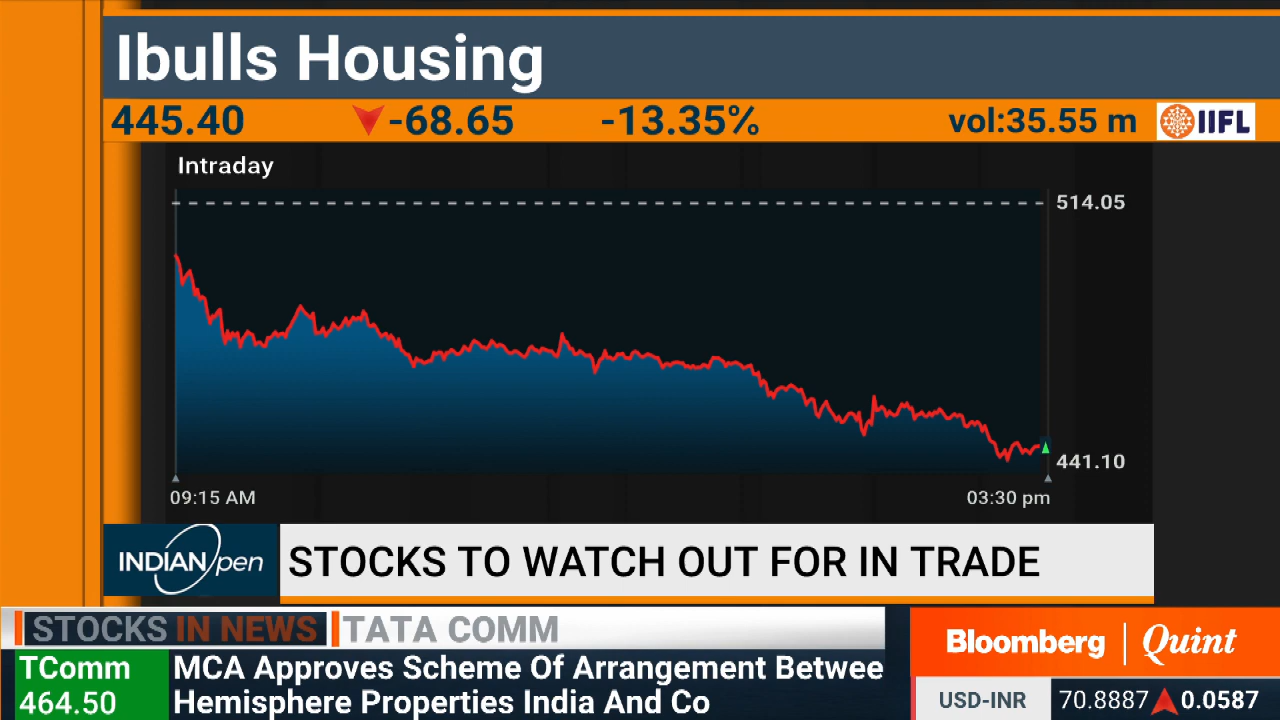 Ibulls Housing
445.40 -68.65 -13.35% vol:35.55 m IIFL
Intraday
514.05
441.10
09:15 AM 03:30 pm
INDIAN Open STOCKS TO WATCH OUT FOR IN TRADE
STOCKS IN NEWS TATA COMM
TComm
464.50
MCA Approves Scheme Of Arrangement Betwee
Hemisphere Properties India And Co
Bloomberg | Quint
USD-INR 70.8887 0.0587